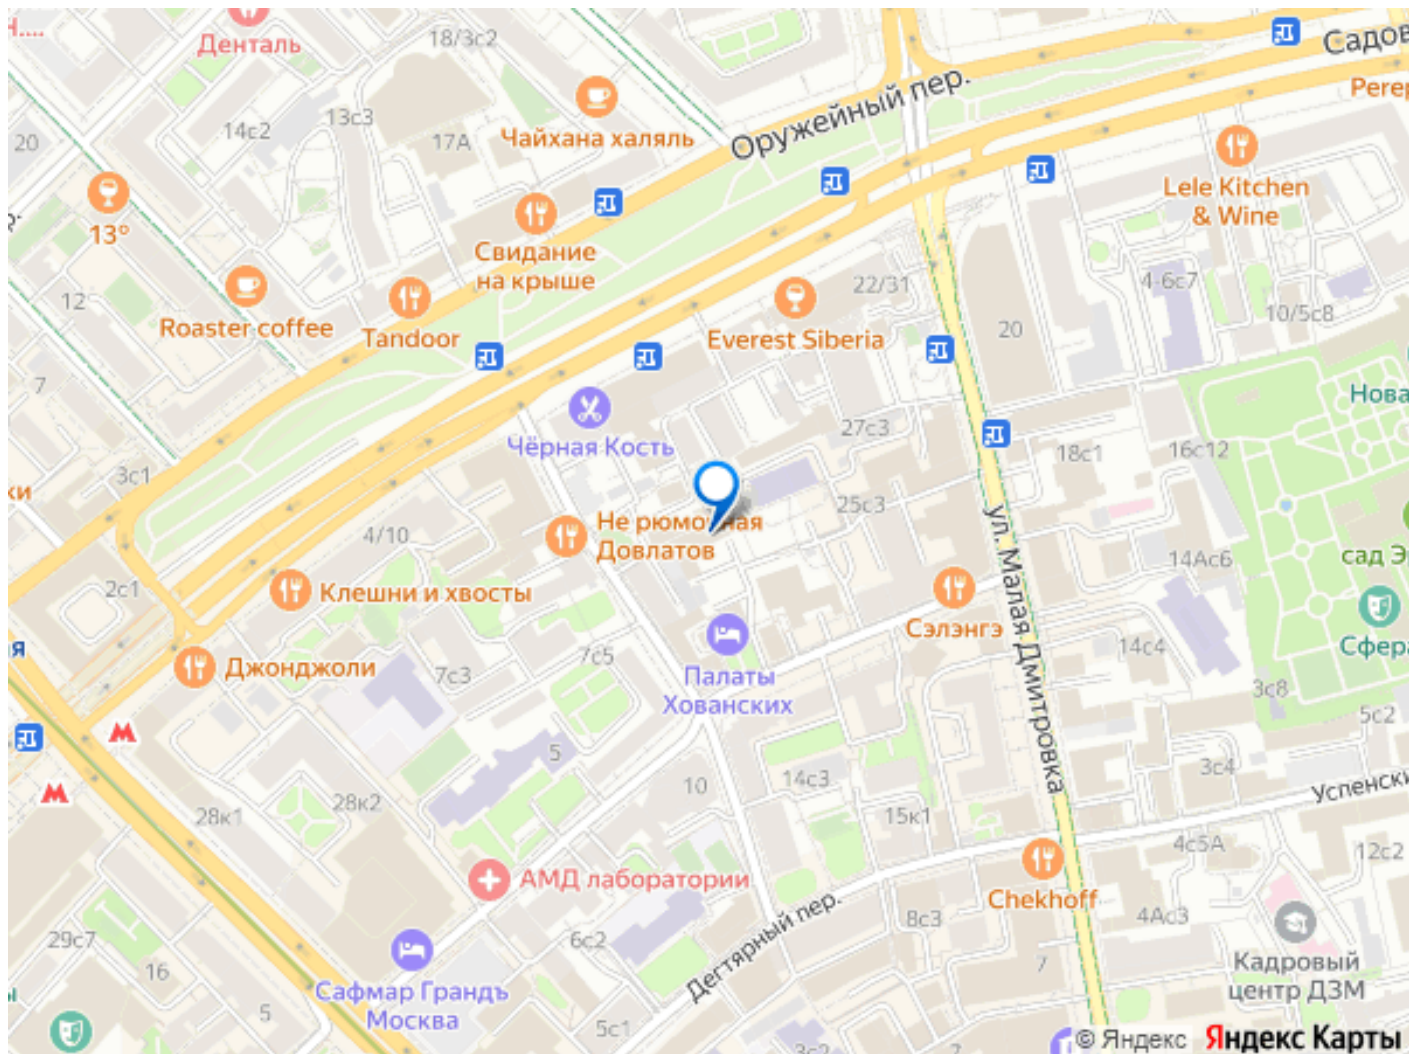 Денталь
18/3с2
Садов
Перер
Оружейный пер.
13с3
14с2
17А
20
Чайхана халяль
Lele Kitchen
& Wine
13°
Свидание
на крыше
22/31
4-6с7
12
10/5с8
Roaster coffee
Tandoor
Everest Siberia
20
7
Нова
27с3
Чёрная Кость
18с1
16с12
3с1
ки
25с3
Не рюмочная
Довлатов
4/10
ул. Малая Дмитровка
14Ас6
сад Э
2с1
Клешни и хвосты
Сэлэнгэ
я
14с4
Сфера
7с5
Джонджоли
7с3
Палаты
Хованских
3с8
5с2
5
3с4
10
14с3
Успенски
28к2
28к1
15к1
4с5А
12с2
АМД лаборатории
Chekhoff
Дегтярный пер.
8с3
4Ас3
29с7
6с2
16
7
Кадровый
центр ДЗМ
Сафмар Грандъ
Москва
5
5с1
ы
3с2
© Яндекс Яндекс Карты